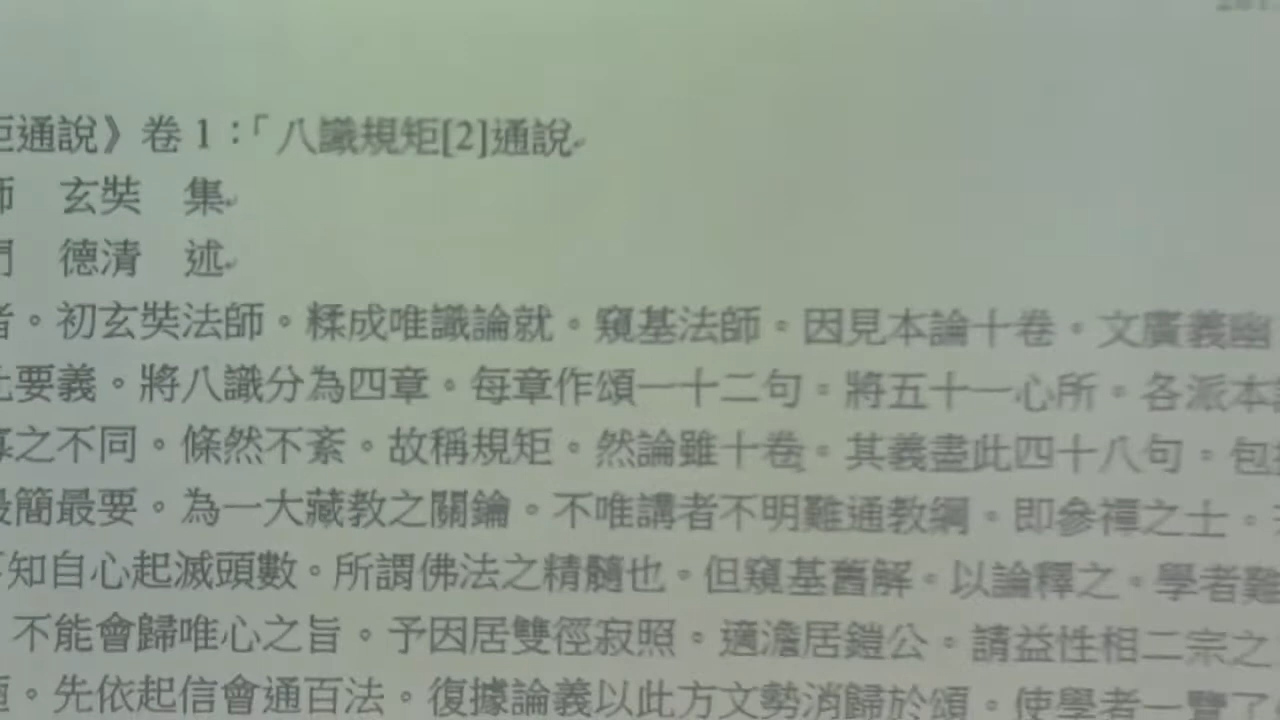 通說》卷 1：「 八識規矩[2]通說
師 玄奘 集
門 德清 述
者。初玄奘法師。糅成唯識論就。窺基法師。因見本論十卷。文廣義幽
要義。將八識分為四章。每章作頌一十二句。將五十一心所。各派本
之不同。條然不紊。故稱規矩。然論雖十卷。其義盡此四十八句。包
最簡最要。為一大藏教之關鑰。不唯講者不明難通教綱。即參禪之士。
知自心起滅頭數。所謂佛法之精髓也。但窺基舊解。以論釋之。學者難
不能會歸唯心之旨。予因居雙徑寂照。適澹居鎧公。請益性相二宗之
。先依起信會通百法。復據論義以此方文勢消歸於頌。使學者一覽了